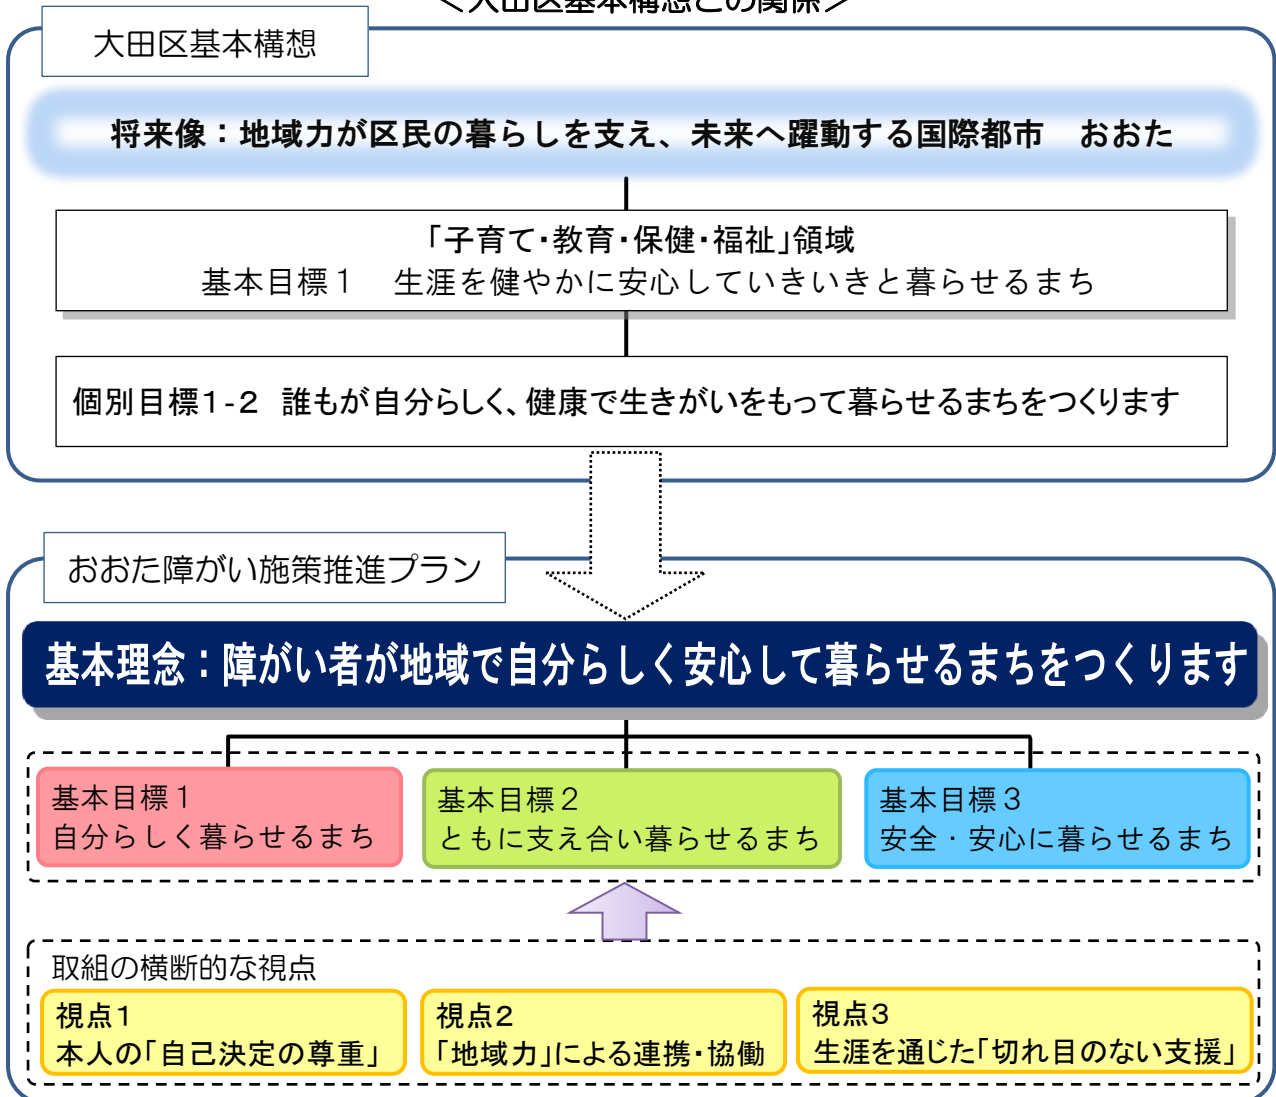 ＜大田区基本構想との関係＞
大田区基本構想
将来像：地域力が区民の暮らしを支え、未来へ躍動する国際都市　おおた
「子育て・教育・保健・福祉」領域
基本目標１　生涯を健やかに安心していきいきと暮らせるまち
個別目標１-２　誰もが自分らしく、健康で生きがいをもって暮らせるまちをつくります
おおた障がい施策推進プラン
基本理念：障がい者が地域で自分らしく安心して暮らせるまちをつくります
基本目標１
自分らしく暮らせるまち
基本目標２
ともに支え合い暮らせるまち
基本目標３
安全・安心に暮らせるまち
取組の横断的な視点
視点１
本人の「自己決定の尊重」
視点２
「地域力」による連携・協働
視点３
生涯を通じた「切れ目のない支援」